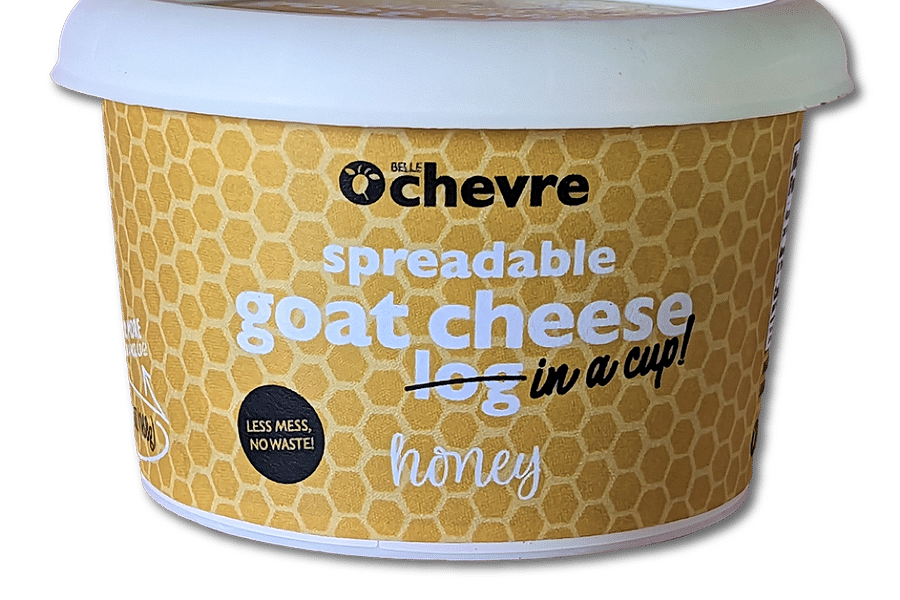 BELLE
chevre
spreadable
goat cheese
log in a cup!
LESS MESS,
NO WASTE!
honey